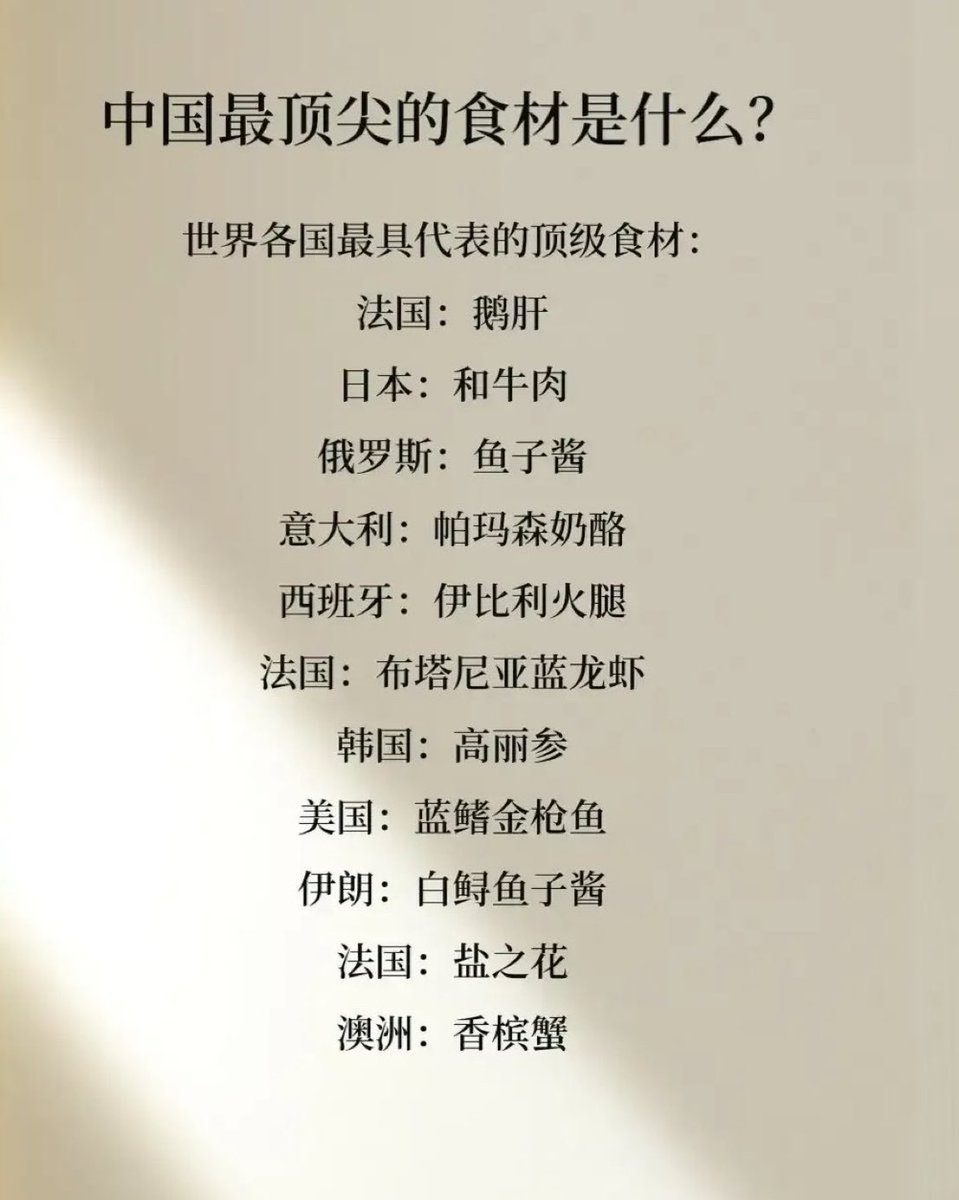 中国最顶尖的食材是什么？
世界各国最具代表的顶级食材：
法国：鹅肝
日本：和牛肉
俄罗斯：鱼子酱
意大利：帕玛森奶酪
西班牙：伊比利火腿
法国：布塔尼亚蓝龙虾
韩国：高丽参
美国：蓝鳍金枪鱼
伊朗：白鲟鱼子酱
法国：盐之花
澳洲：香槟蟹